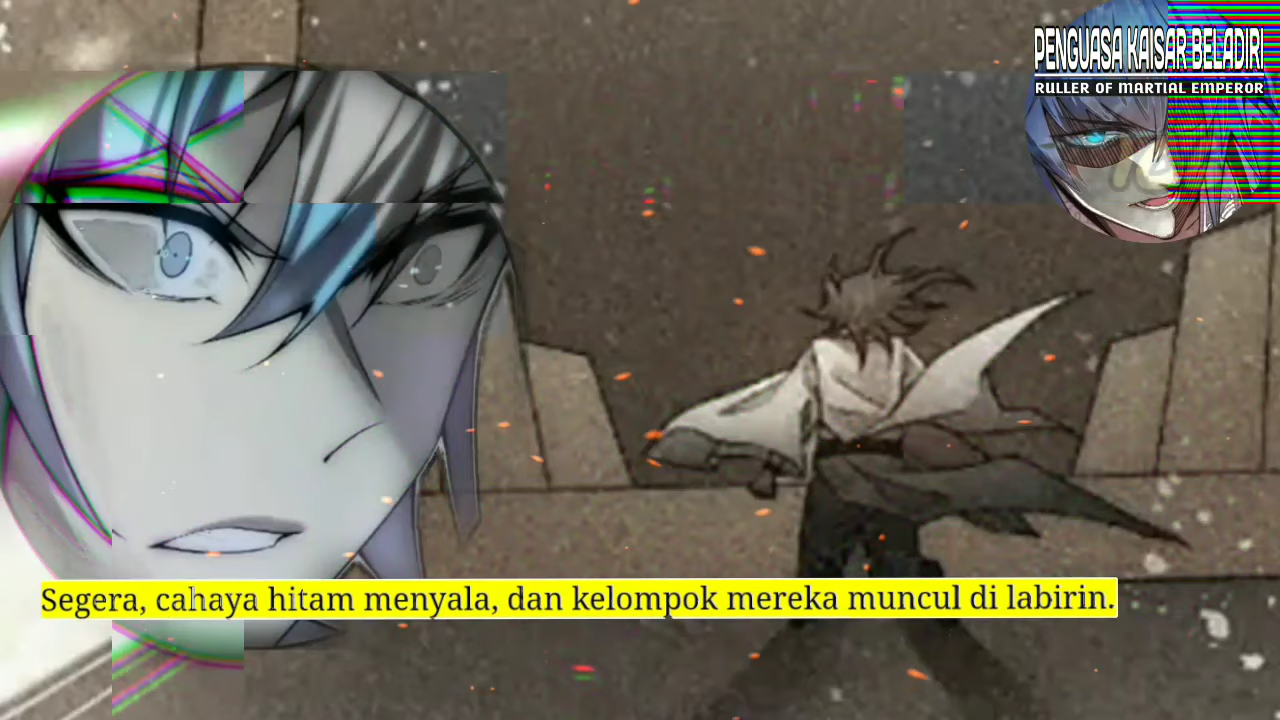 PENGUASA KAISAR BELADIRI
RULLER OF MARTIAL EMPEROR
Segera, cahaya hitam menyala, dan kelompok mereka muncul di labirin.